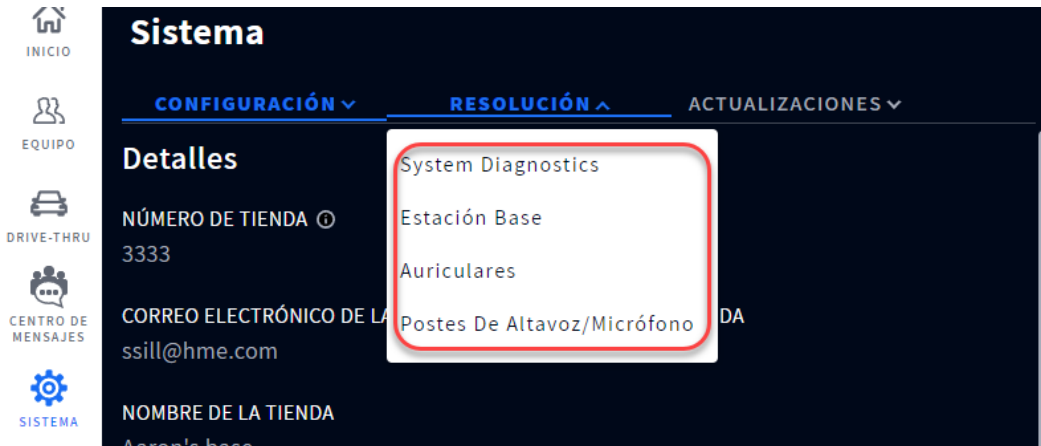 INICIO
EQUIPO
DRIVE-THRU
CENTRO DE
MENSAJES
SISTEMA
Sistema
CONFIGURACIÓN
RESOLUCIÓN
ACTUALIZACIONES
System Diagnostics
Estación Base
Auriculares
Postes De Altavoz/Micrófono
Detalles
NÚMERO DE TIENDA
3333
CORREO ELECTRÓNICO DE LA
DA
ssill@hme.com
NOMBRE DE LA TIENDA
Aaron's base